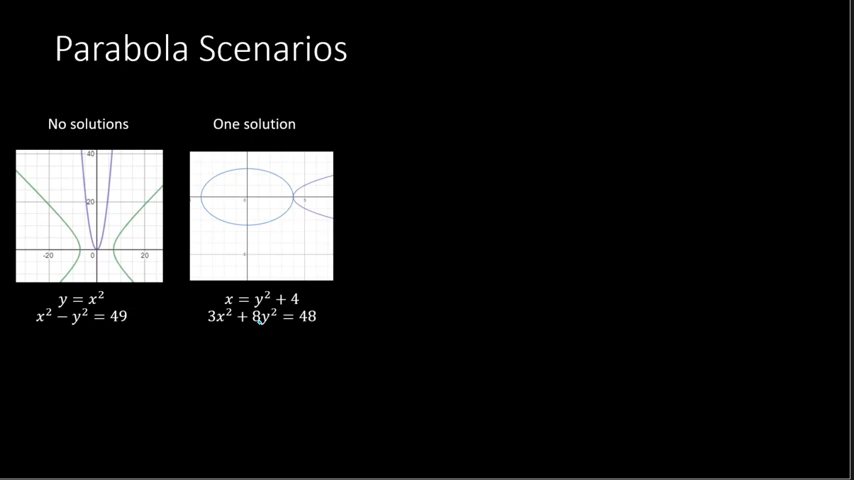 Parabola Scenarios
No solutions
One solution
40
20
-20 0 20
0
y = x²
x² − y² = 49
x = y² + 4
3x² + 8y² = 48